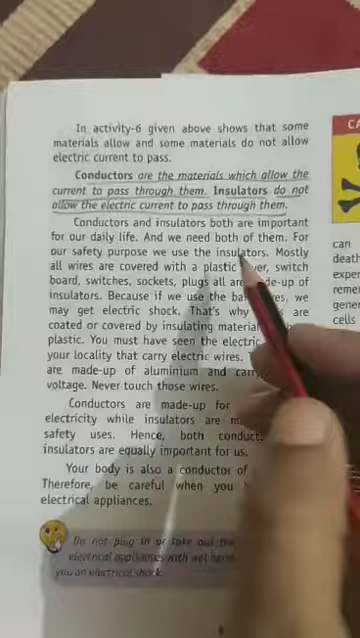 In activity-6 given above shows that some
materials allow and some materials do not allow
electric current to pass.
Conductors are the materials which allow the
current to pass through them. Insulators do not
allow the electric current to pass through them.
Conductors and insulators both are important
for our daily life. And we need both of them. For
our safety purpose we use the insulators. Mostly
all wires are covered with a plastic switch
board, switches, sockets, plugs all are made-up of
insulators. Because if we use the we
may get electric shock. That's why are
coated or covered by insulating
plastic. You must have seen the electric
your locality that carry electric wires.
are made-up of aluminium and
voltage. Never touch those wires.
Conductors are made-up for
electricity while insulators are
safety uses. Hence, both
insulators are equally important for us.
Your body is also a conductor of
Therefore, be careful when you
electrical appliances.
Do not plug in or take out the
electrical appliances with wet
you an electrical shock.
CA
can
death
exper
reme
gene
cells